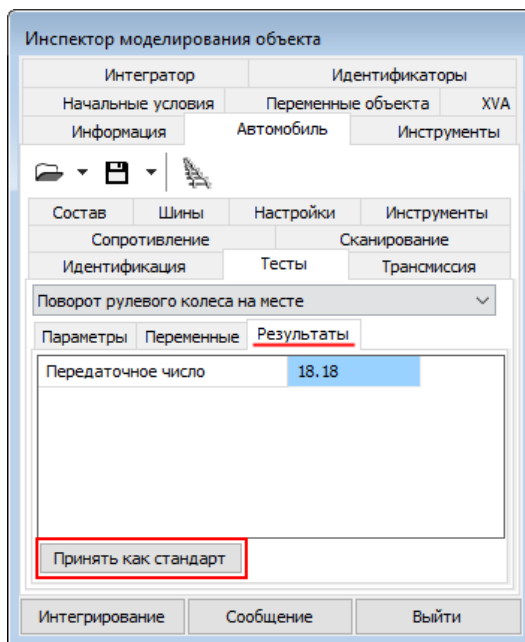 Инспектор моделирования объекта
Интегратор Идентификаторы
Начальные условия Переменные объекта XVA
Информация Автомобиль Инструменты
Состав Шины Настройки Инструменты
Сопротивление Сканирование
Идентификация Тесты Трансмиссия
Поворот рулевого колеса на месте
Параметры Переменные Результаты
Передаточное число 18.18
Принять как стандарт
Интегрирование Сообщение Выйти